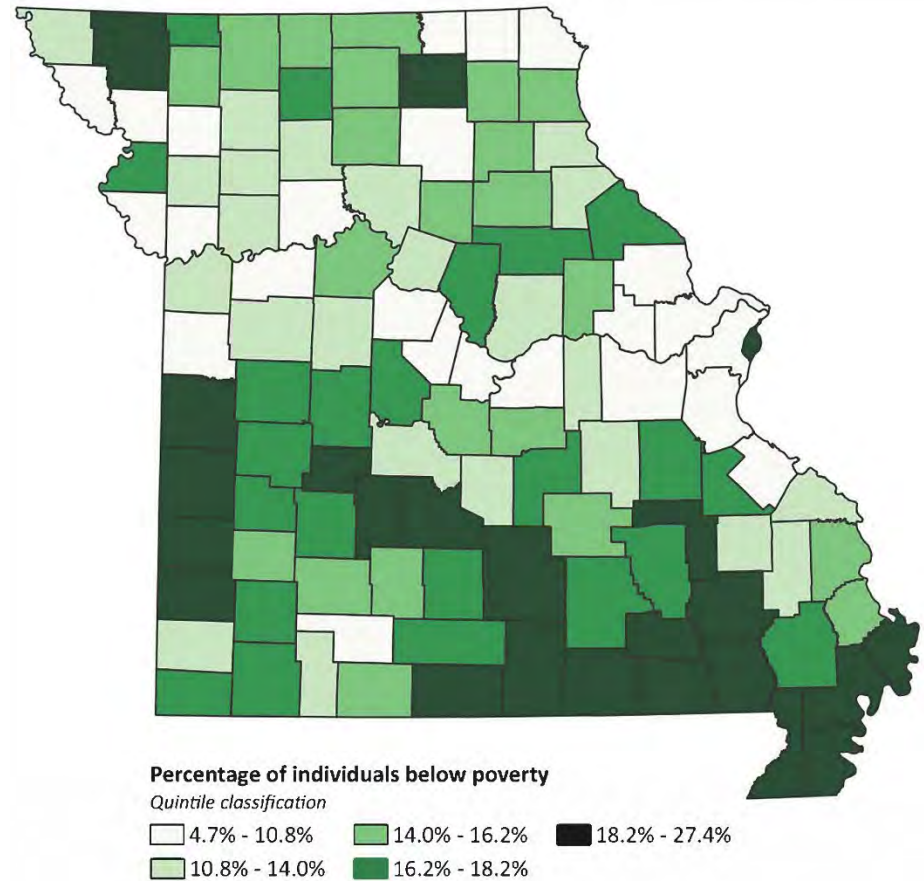 Percentage of individuals below poverty
Quintile classification
4.7% - 10.8% 14.0% - 16.2% 18.2% - 27.4%
10.8% - 14.0% 16.2% - 18.2%